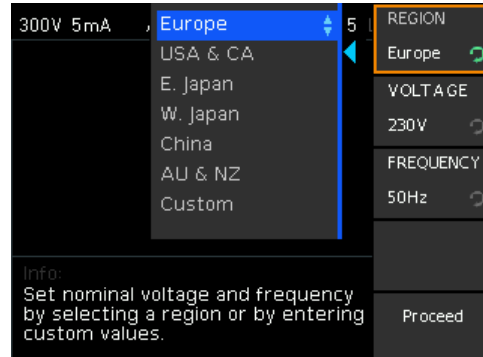 300V 5mA
Europe
5
USA & CA
E. Japan
W. Japan
China
AU & NZ
Custom
REGION
Europe
VOLTAGE
230V
FREQUENCY
50Hz
Proceed
Info:
Set nominal voltage and frequency
by selecting a region or by entering
custom values.